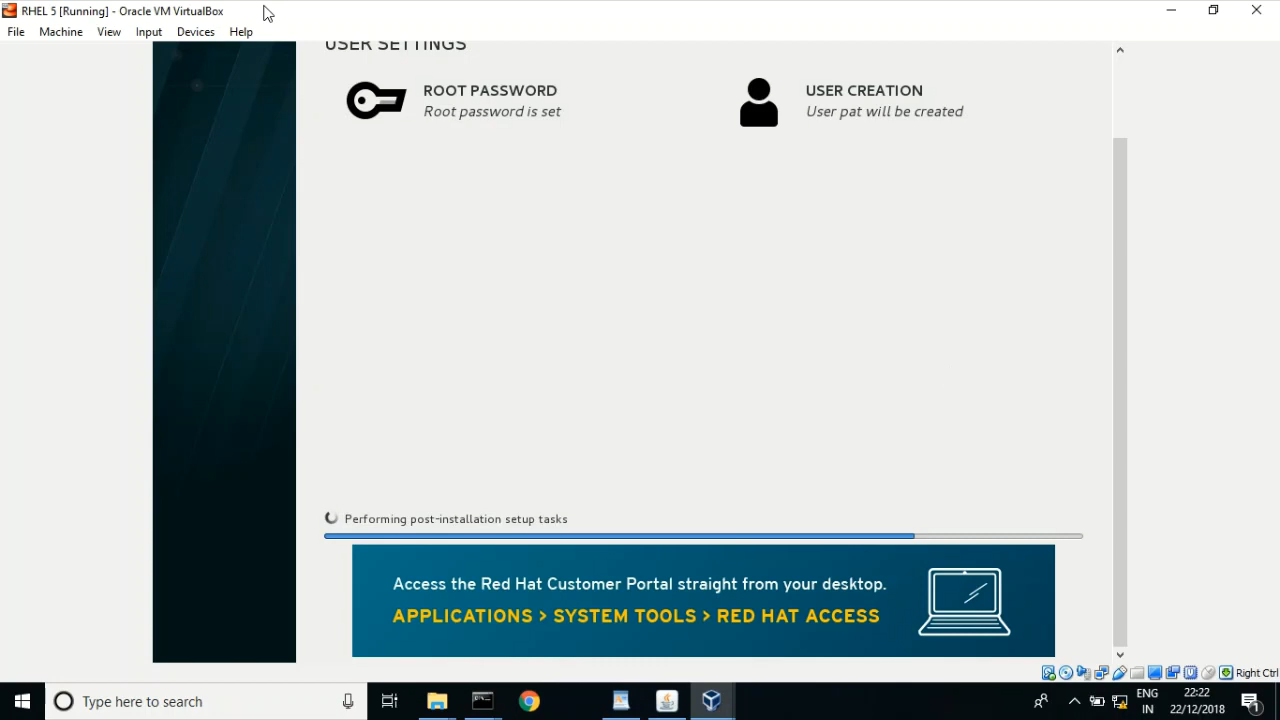 RHEL 5 [Running] - Oracle VM VirtualBox
File Machine View Input Devices Help
USER SETTINGS
ROOT PASSWORD
Root password is set
USER CREATION
User pat will be created
Performing post-installation setup tasks
Access the Red Hat Customer Portal straight from your desktop.
APPLICATIONS > SYSTEM TOOLS > RED HAT ACCESS
Right Ctrl
Type here to search
ENG
IN
22:22
22/12/2018
1